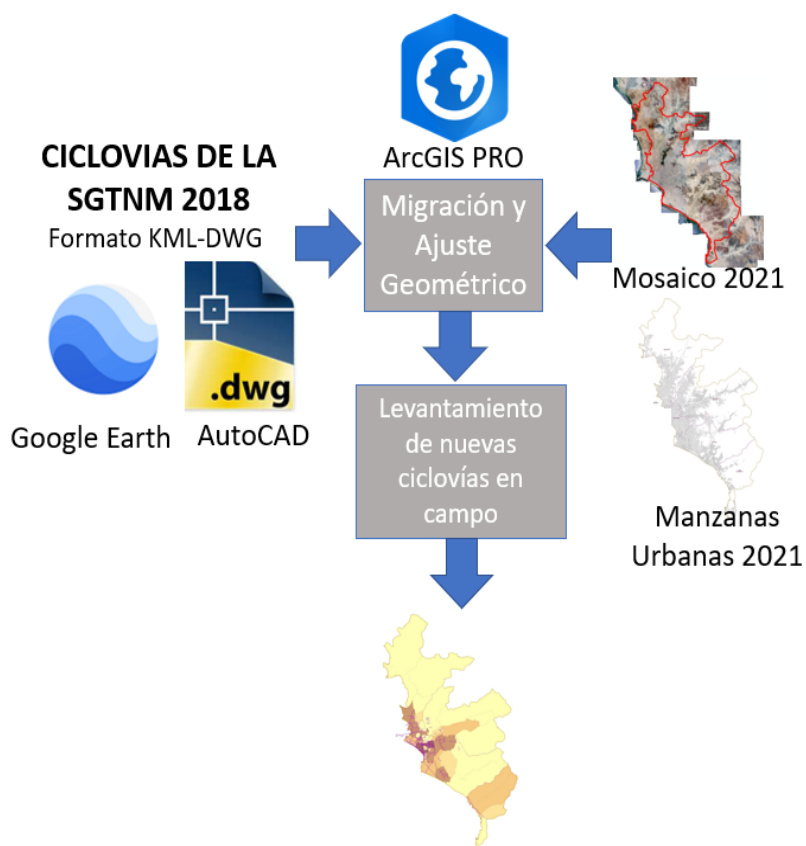 ArcGIS PRO
CICLOVIAS DE LA
SGTNM 2018
Formato KML-DWG
.dwg
Google Earth
AutoCAD
Migración y
Ajuste
Geométrico
Mosaico 2021
Manzanas
Urbanas 2021
Levantamiento
de nuevas
ciclovías en
campo